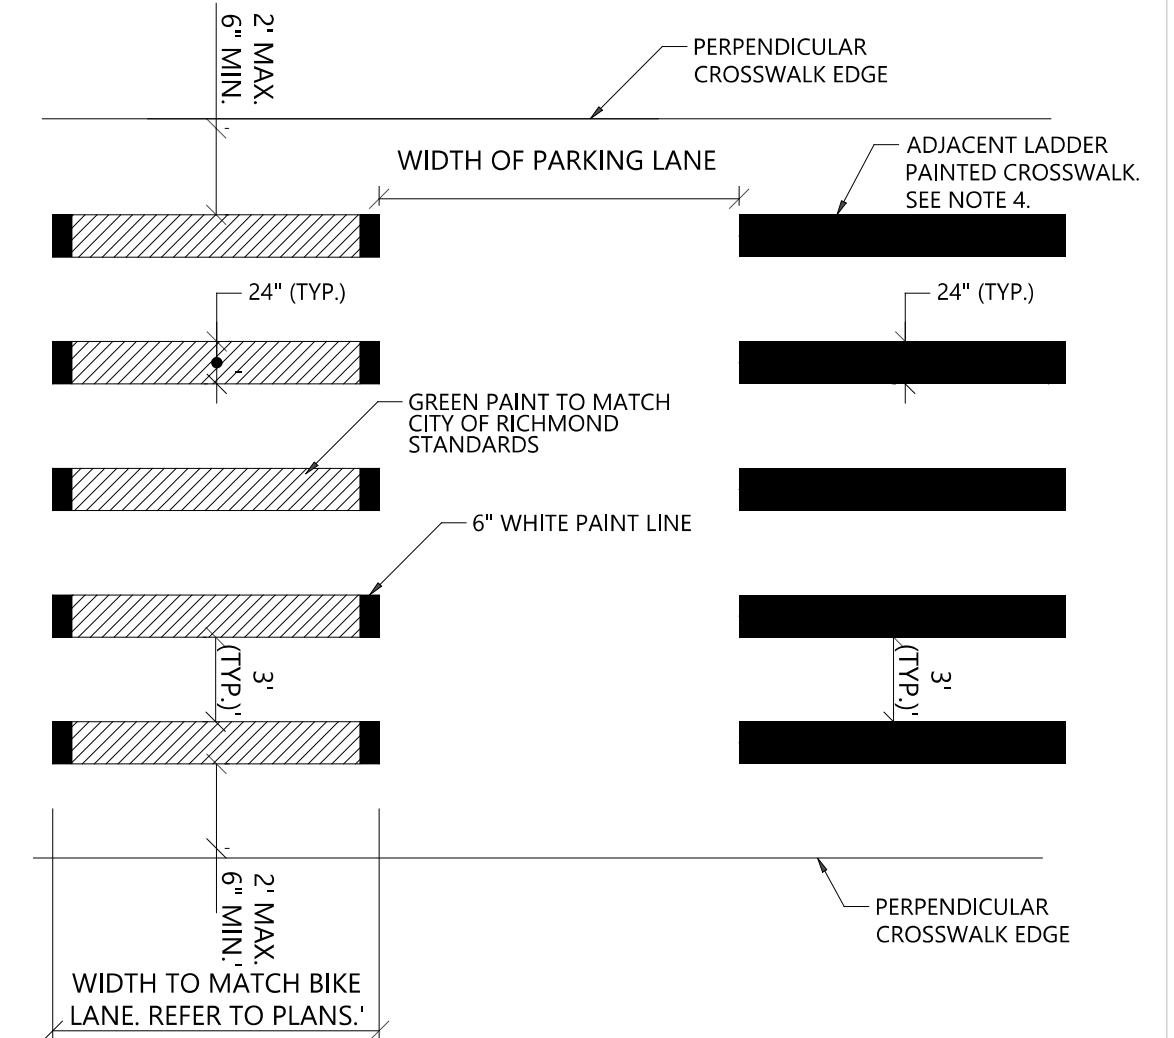 2' MAX.
6" MIN.
PERPENDICULAR
CROSSWALK EDGE
WIDTH OF PARKING LANE
ADJACENT LADDER
PAINTED CROSSWALK.
SEE NOTE 4.
24" (TYP.)
24" (TYP.)
GREEN PAINT TO MATCH
CITY OF RICHMOND
STANDARDS
6" WHITE PAINT LINE
3'
(TYP.)'
3'
(TYP.)'
2' MAX.
6" MIN.'
PERPENDICULAR
CROSSWALK EDGE
WIDTH TO MATCH BIKE
LANE. REFER TO PLANS.'